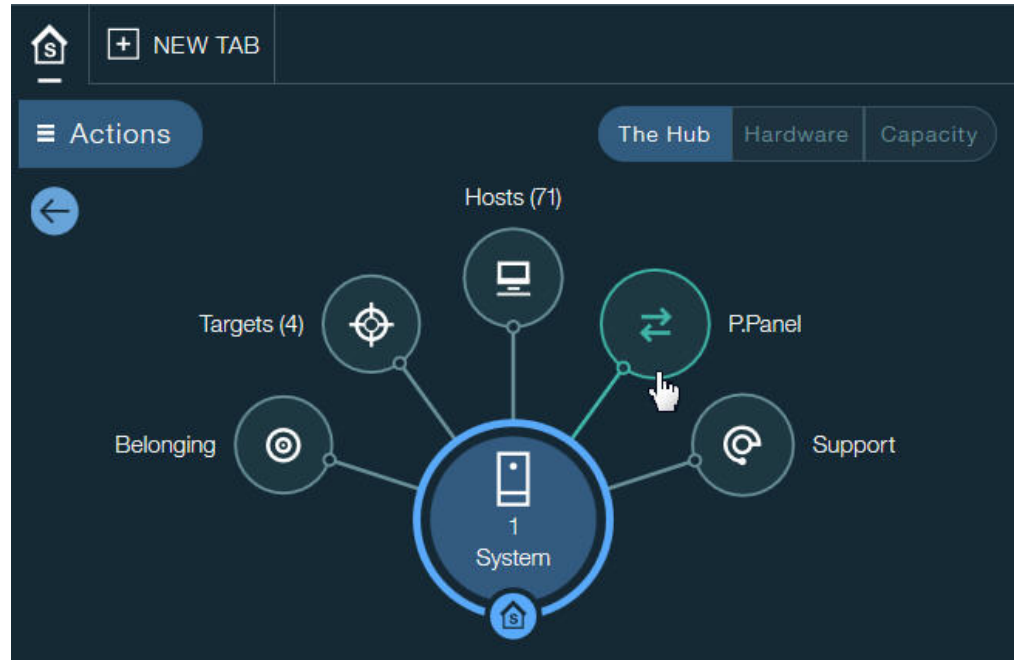 S
+ NEW TAB
≡ Actions
The Hub Hardware Capacity
Hosts (71)
Targets (4)
P.Panel
Belonging
Support
1
System
S